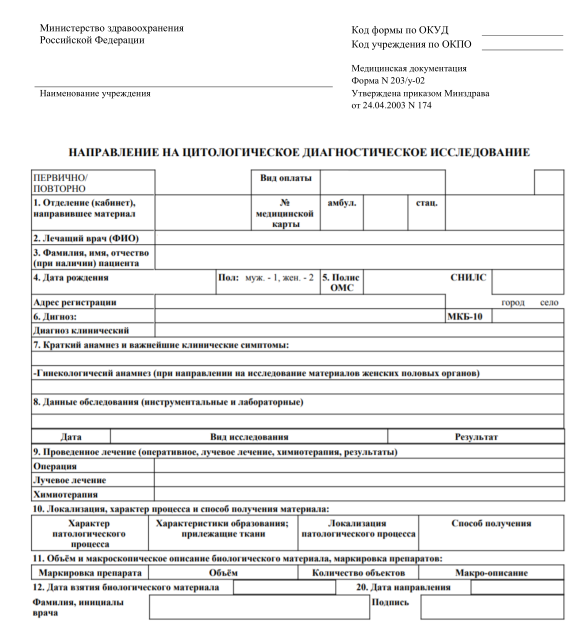 Министерство здравоохранения
Российской Федерации
Код формы по ОКУД
Код учреждения по ОКПО
Медицинская документация
Форма N 203/у-02
Наименование учреждения
Утверждена приказом Минздрава
от 24.04.2003 N 174
НАПРАВЛЕНИЕ НА ЦИТОЛОГИЧЕСКОЕ ДИАГНОСТИЧЕСКОЕ ИССЛЕДОВАНИЕ
ПЕРВИЧНО/
ПОВТОРНО
Вид оплаты
1. Отделение (кабинет),
направившее материал
№
медицинской
карты
амбул.
стац.
2. Лечащий врач (ФИО)
3. Фамилия, имя, отчество
(при наличии) пациента
4. Дата рождения
Пол: муж. - 1, жен. - 2
5. Полис
ОМС
СНИЛС
Адрес регистрации
город село
6. Дигноз:
МКБ-10
Диагноз клинический
7. Краткий анамнез и важнейшие клинические симптомы:
-Гинекологичесий анамнез (при направлении на исследование материалов женских половых органов)
8. Данные обследования (инструментальные и лабораторные)
Дата Вид исследования Результат
9. Проведенное лечение (оперативное, лучевое лечение, химиотерапия, результаты)
Операция
Лучевое лечение
Химиотерапия
10. Локализация, характер процесса и способ получения материала:
Характер
патологического
процесса
Характеристики образования;
прилежащие ткани
Локализация
патологического процесса
Способ получения
11. Объём и макроскопическое описание биологического материала, маркировка препаратов:
Маркировка препарата Объём Количество объектов Макро-описание
12. Дата взятия биологического материала 20. Дата направления
Фамилия, инициалы
врача
Подпись